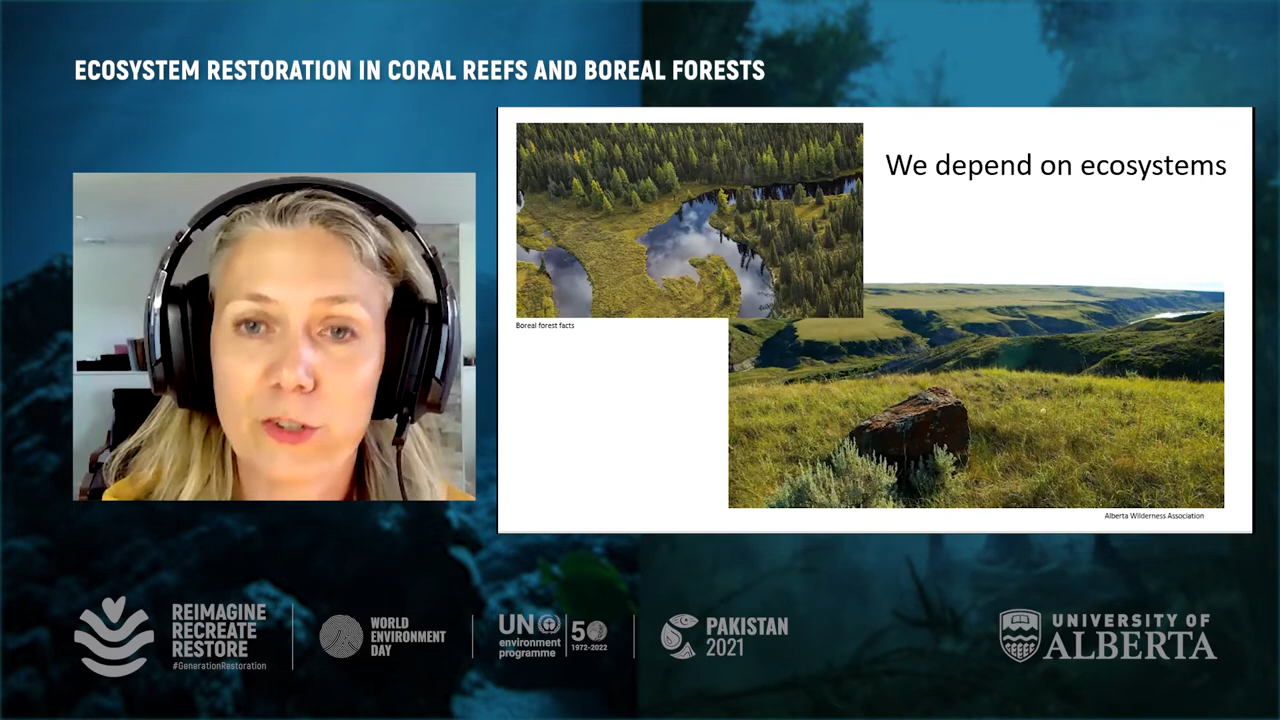 ECOSYSTEM RESTORATION IN CORAL REEFS AND BOREAL FORESTS
We depend on ecosystems
Boreal forest facts
Alberta Wilderness Association
REIMAGINE
RECREATE
RESTORE
#GenerationRestoration
WORLD
ENVIRONMENT
DAY
UN
environment
programme
50
1972-2022
PAKISTAN
2021
UNIVERSITY OF
ALBERTA